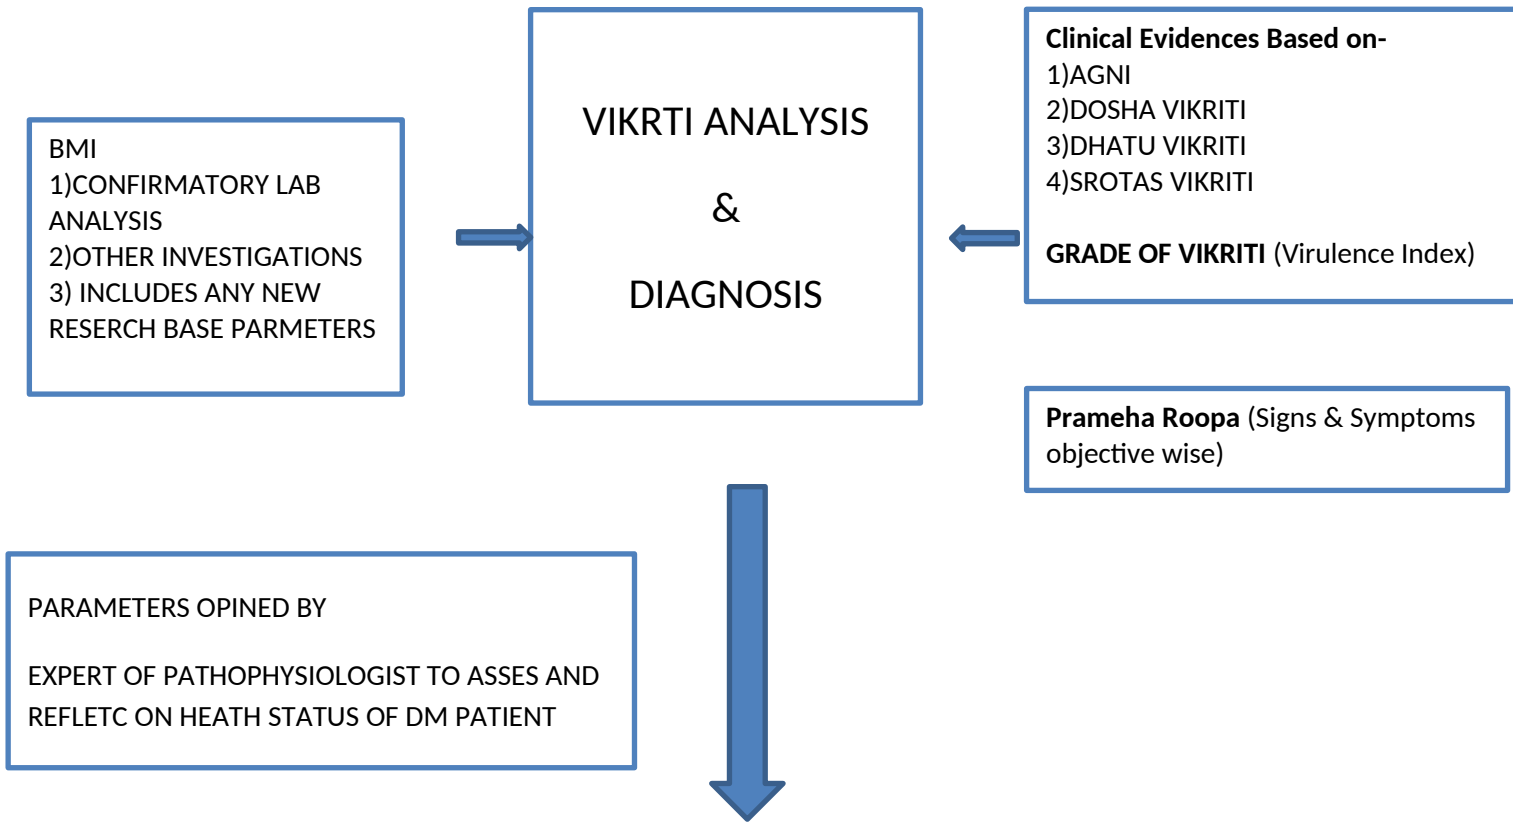 BMI
1)CONFIRMATORY LAB
ANALYSIS
2)OTHER INVESTIGATIONS
3) INCLUDES ANY NEW
RESERCH BASE PARMETERS
VIKRTI ANALYSIS
&
DIAGNOSIS
Clinical Evidences Based on-
1)AGNI
2)DOSHA VIKRITI
3)DHATU VIKRITI
4)SROTAS VIKRITI
GRADE OF VIKRITI (Virulence Index)
Prameha Roopa (Signs & Symptoms
objective wise)
PARAMETERS OPINED BY
EXPERT OF PATHOPHYSIOLOGIST TO ASSES AND
REFLETC ON HEATH STATUS OF DM PATIENT